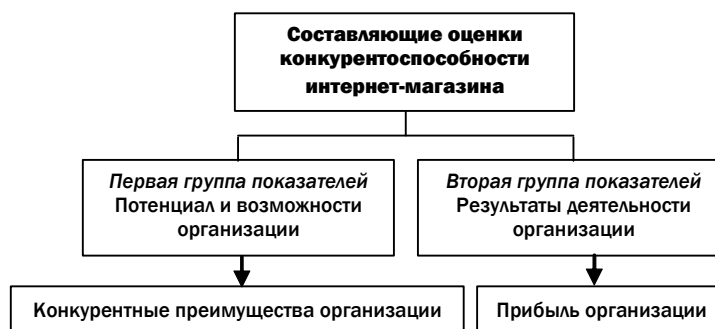 Составляющие оценки
конкурентоспособности
интернет-магазина
Первая группа показателей
Потенциал и возможности
организации
Вторая группа показателей
Результаты деятельности
организации
Конкурентные преимущества организации
Прибыль организации